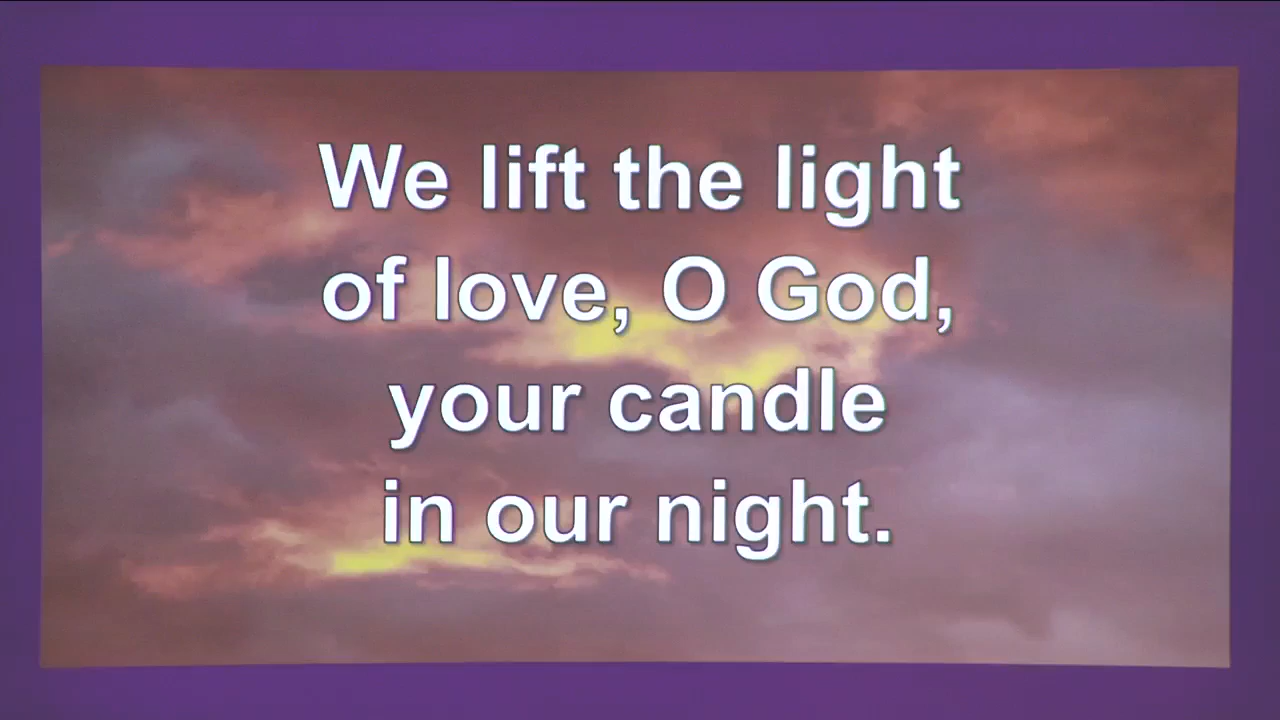 We lift the light
of love, O God,
your candle
in our night.